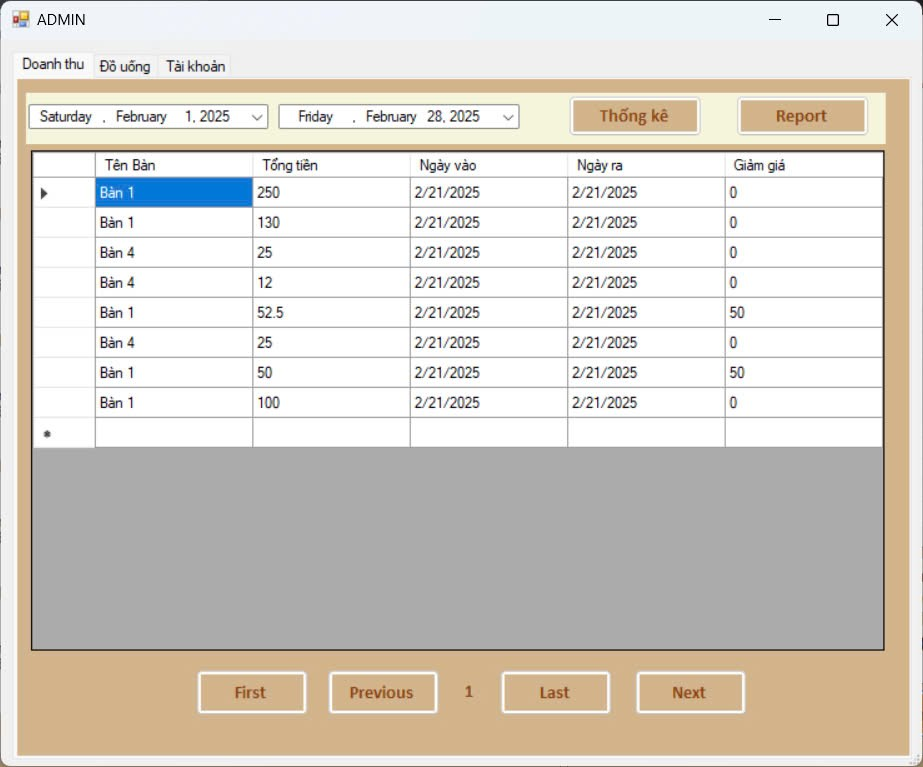 ADMIN
Doanh thu Đồ uống Tài khoản
Saturday , February 1, 2025 Friday , February 28, 2025 Thống kê Report
Tên Bàn Tổng tiền Ngày vào Ngày ra Giảm giá
Bàn 1 250 2/21/2025 2/21/2025 0
Bàn 1 130 2/21/2025 2/21/2025 0
Bàn 4 25 2/21/2025 2/21/2025 0
Bàn 4 12 2/21/2025 2/21/2025 0
Bàn 1 52.5 2/21/2025 2/21/2025 50
Bàn 4 25 2/21/2025 2/21/2025 0
Bàn 1 50 2/21/2025 2/21/2025 50
Bàn 1 100 2/21/2025 2/21/2025 0
First Previous 1 Last Next